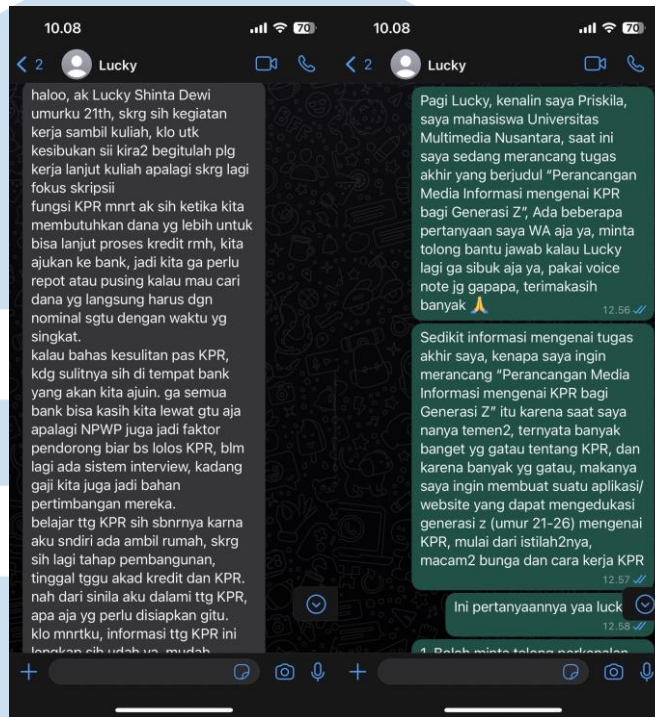 10.08
70
2
Lucky
haloo, ak Lucky Shinta Dewi
umurku 21th, skrg sih kegiatan
kerja sambil kuliah, klo utk
kesibukan sii kira2 begitulah plg
kerja lanjut kuliah apalagi skrg lagi
fokus skripsii
fungsi KPR mnrt ak sih ketika kita
membutuhkan dana yg lebih untuk
bisa lanjut proses kredit rmh, kita
ajukan ke bank, jadi kita ga perlu
repot atau pusing kalau mau cari
dana yg langsung harus dgn
nominal sgtu dengan waktu yg
singkat.
kalau bahas kesulitan pas KPR,
kdg sulitnya sih di tempat bank
yang akan kita ajuin. ga semua
bank bisa kasih kita lewat gtu aja
apalagi NPWP juga jadi faktor
pendorong biar bs lolos KPR, blm
lagi ada sistem interview, kadang
gaji kita juga jadi bahan
pertimbangan mereka.
belajar ttg KPR sih sbnrnya karna
aku sndiri ada ambil rumah, skrg
sih lagi tahap pembangunan,
tinggal tggu akad kredit dan KPR.
nah dari sinila aku dalami ttg KPR,
apa aja yg perlu disiapkan gitu.
klo mnrtku, informasi ttg KPR ini
lengkap sih udah ya, mudah
10.08
70
2
Lucky
Pagi Lucky, kenalin saya Priskila,
saya mahasiswa Universitas
Multimedia Nusantara, saat ini
saya sedang merancang tugas
akhir yang berjudul “Perancangan
Media Informasi mengenai KPR
bagi Generasi Z”, Ada beberapa
pertanyaan saya WA aja ya, minta
tolong bantu jawab kalau Lucky
lagi ga sibuk aja ya, pakai voice
note jg gapapa, terimakasih
banyak 🙏
12.56
Sedikit informasi mengenai tugas
akhir saya, kenapa saya ingin
merancang “Perancangan Media
Informasi mengenai KPR bagi
Generasi Z” itu karena saat saya
nanya temen2, ternyata banyak
banget yg gatau tentang KPR, dan
karena banyak yg gatau, makanya
saya ingin membuat suatu aplikasi/
website yang dapat mengedukasi
generasi z (umur 21-26) mengenai
KPR, mulai dari istilah2nya,
macam2 bunga dan cara kerja KPR
12.57
Ini pertanyaannya yaa luck
12.58
1. Boleh minta tolong perkenalan